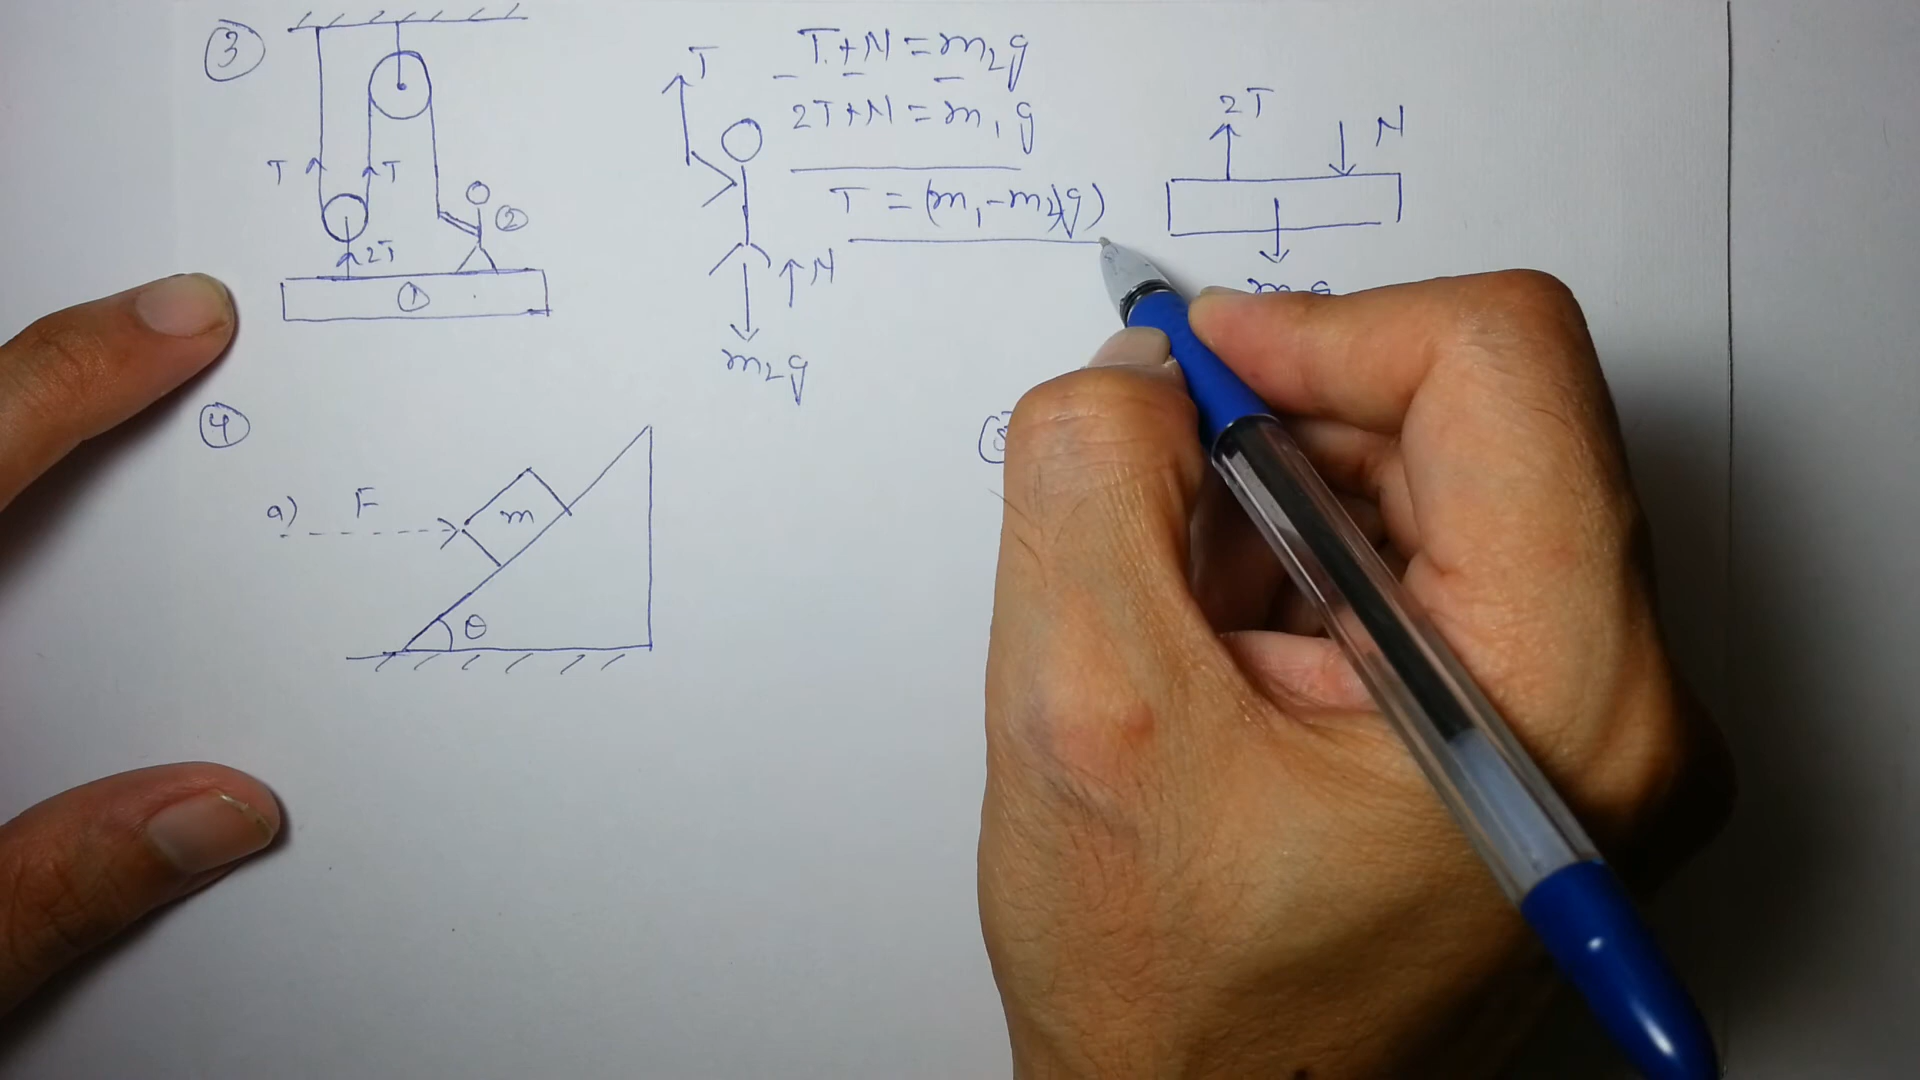 ③
T T
2T
①
②
T
T+N = m₂g
2T+N = m₁g
T = (m₁-m₂)g)
N
m₂g
2T
N
④
a) F
m
θ